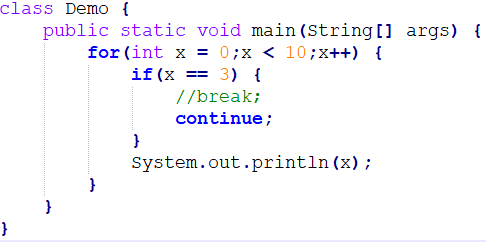 class Demo {
    public static void main(String[] args) {
        for(int x = 0;x < 10;x++) {
            if(x == 3) {
                //break;
                continue;
            }
            System.out.println(x);
        }
    }
}